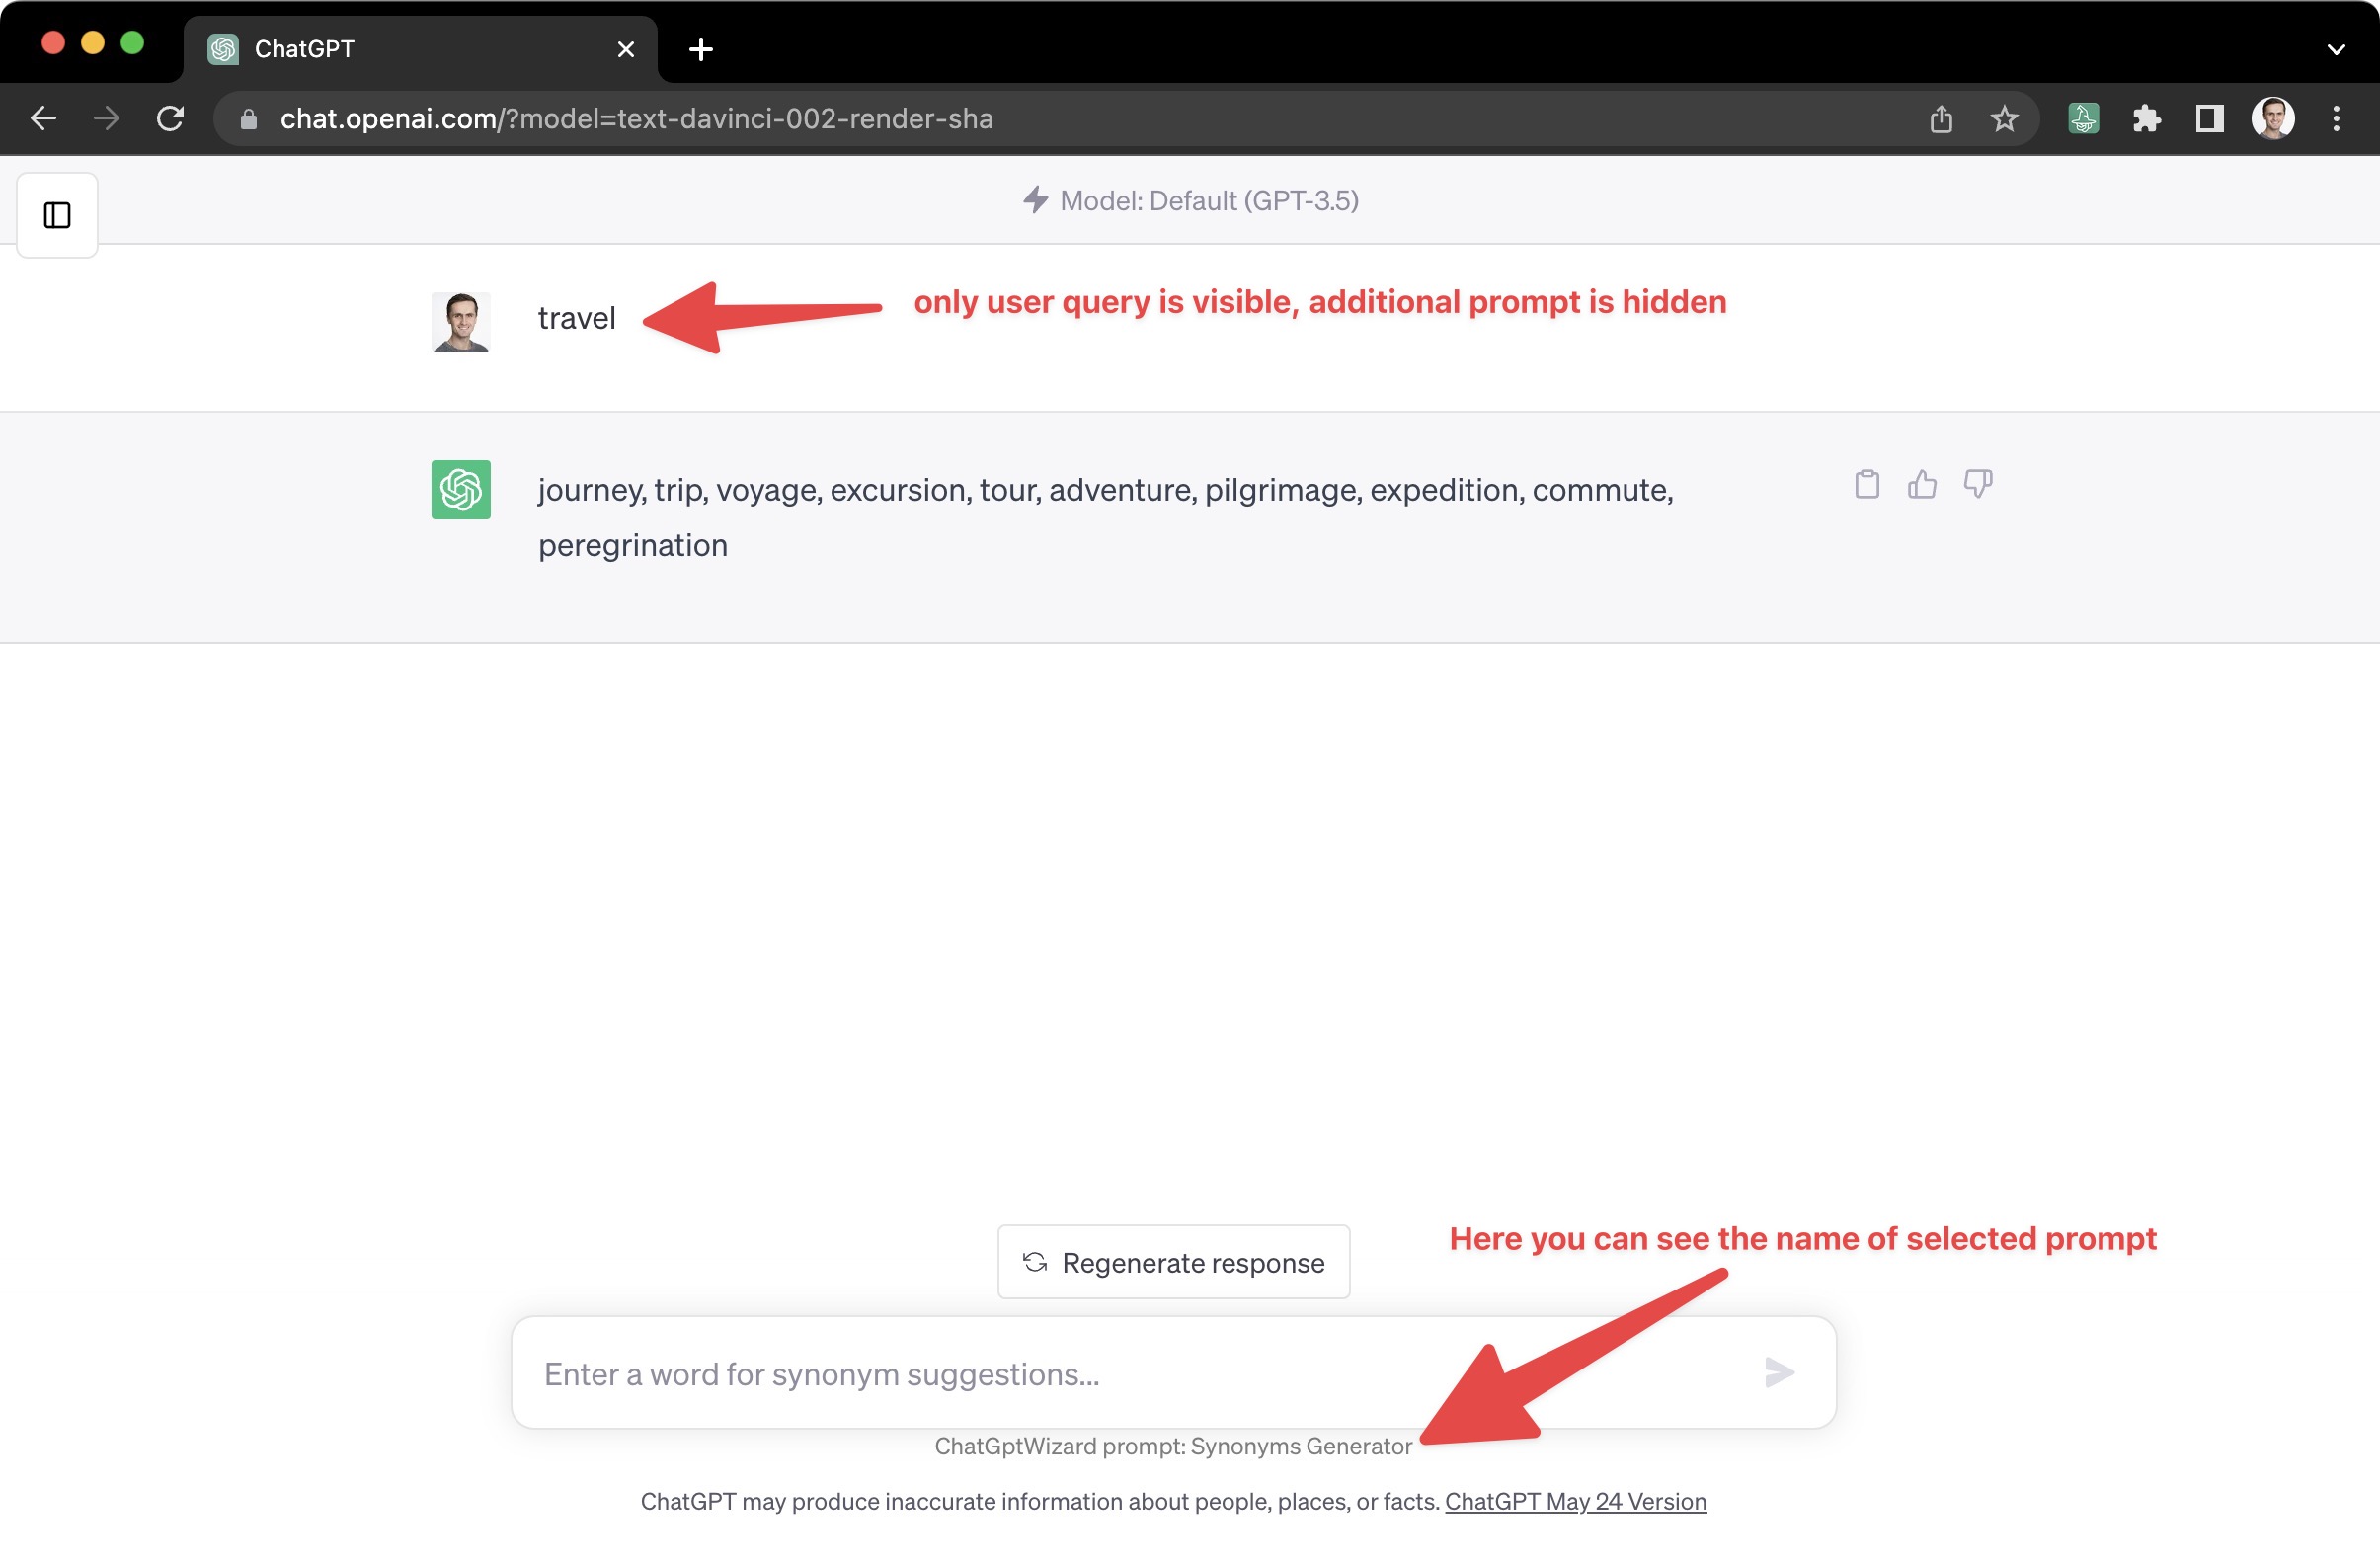 ChatGPT
chat.openai.com/?model=text-davinci-002-render-sha
Model: Default (GPT-3.5)
travel
only user query is visible, additional prompt is hidden
journey, trip, voyage, excursion, tour, adventure, pilgrimage, expedition, commute,
peregrination
Regenerate response
Here you can see the name of selected prompt
Enter a word for synonym suggestions...
ChatGptWizard prompt: Synonyms Generator
ChatGPT may produce inaccurate information about people, places, or facts. ChatGPT May 24 Version